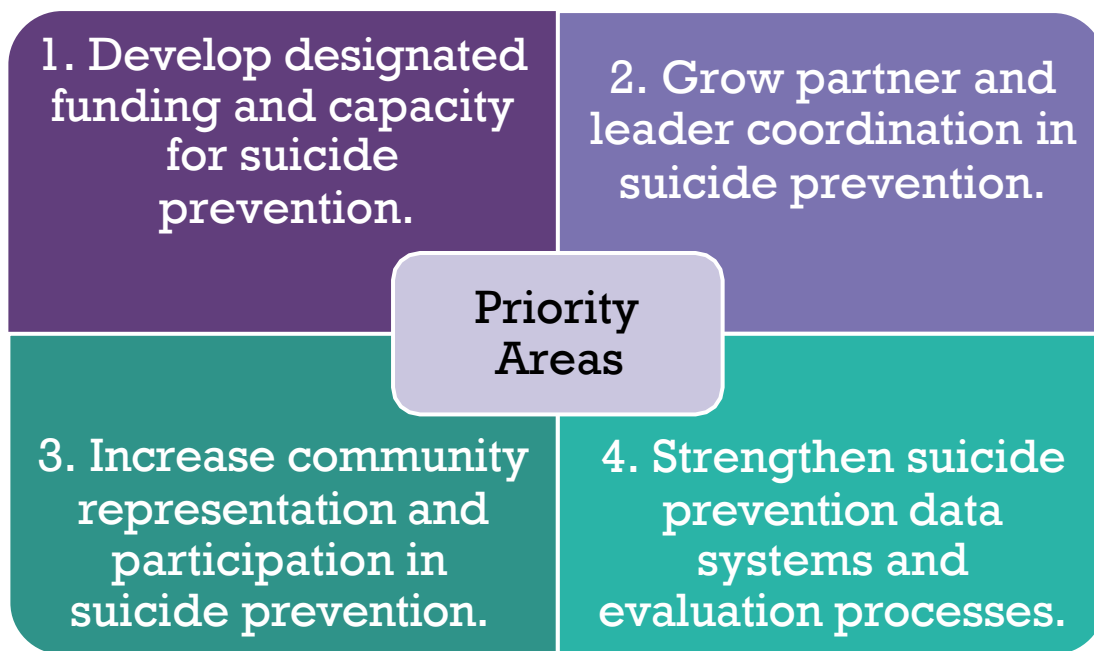 1. Develop designated
funding and capacity
for suicide
prevention.
2. Grow partner and
leader coordination in
suicide prevention.
Priority
Areas
3. Increase community
representation and
participation in
suicide prevention.
4. Strengthen suicide
prevention data
systems and
evaluation processes.